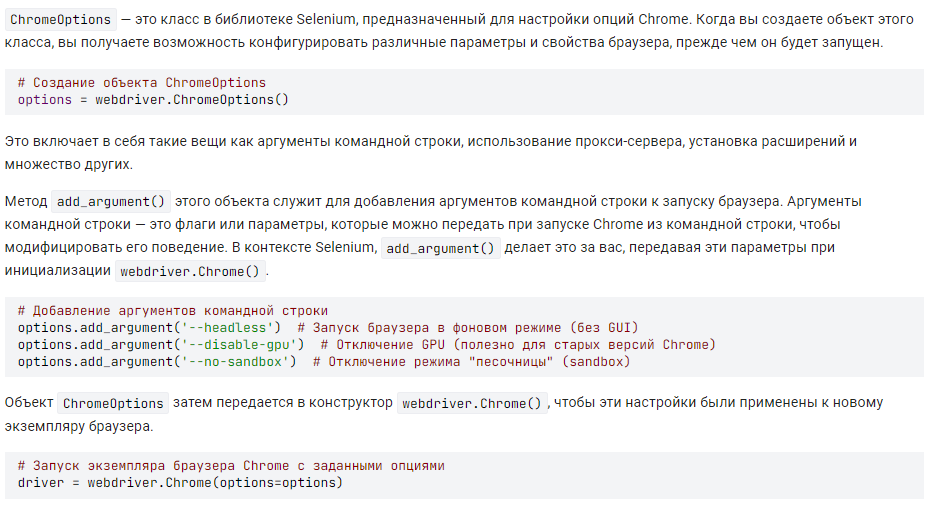 ChromeOptions — это класс в библиотеке Selenium, предназначенный для настройки опций Chrome. Когда вы создаете объект этого
класса, вы получаете возможность конфигурировать различные параметры и свойства браузера, прежде чем он будет запущен.
# Создание объекта ChromeOptions
options = webdriver.ChromeOptions()
Это включает в себя такие вещи как аргументы командной строки, использование прокси-сервера, установка расширений и
множество других.
Метод add_argument() этого объекта служит для добавления аргументов командной строки к запуску браузера. Аргументы
командной строки — это флаги или параметры, которые можно передать при запуске Chrome из командной строки, чтобы
модифицировать его поведение. В контексте Selenium, add_argument() делает это за вас, передавая эти параметры при
инициализации webdriver.Chrome().
# Добавление аргументов командной строки
options.add_argument('--headless')  # Запуск браузера в фоновом режиме (без GUI)
options.add_argument('--disable-gpu')  # Отключение GPU (полезно для старых версий Chrome)
options.add_argument('--no-sandbox')  # Отключение режима "песочницы" (sandbox)
Объект ChromeOptions затем передается в конструктор webdriver.Chrome(), чтобы эти настройки были применены к новому
экземпляру браузера.
# Запуск экземпляра браузера Chrome с заданными опциями
driver = webdriver.Chrome(options=options)